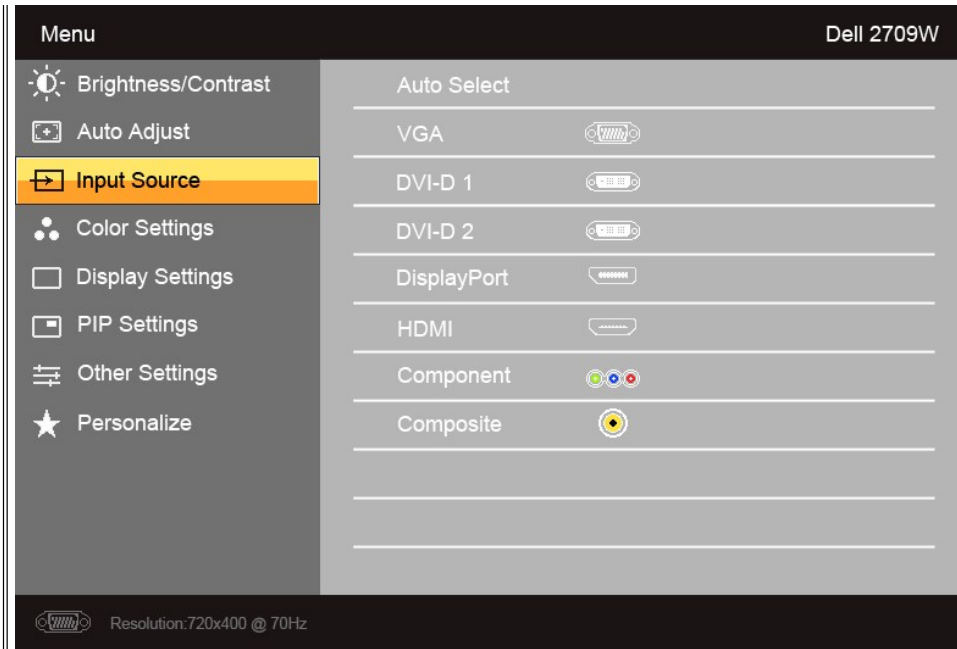 Menu
Dell 2709W
Brightness/Contrast
Auto Adjust
Input Source
Color Settings
Display Settings
PIP Settings
Other Settings
Personalize
Auto Select
VGA
DVI-D 1
DVI-D 2
DisplayPort
HDMI
Component
Composite
Resolution:720x400 @ 70Hz